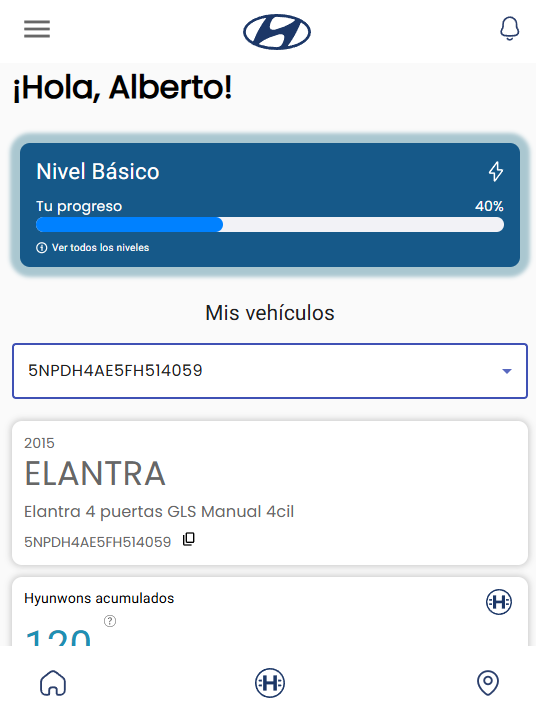 ¡Hola, Alberto!
Nivel Básico
Tu progreso 40%
Ver todos los niveles
Mis vehículos
5NPDH4AE5FH514059
2015
ELANTRA
Elantra 4 puertas GLS Manual 4cil
5NPDH4AE5FH514059
Hyunwons acumulados
?
120